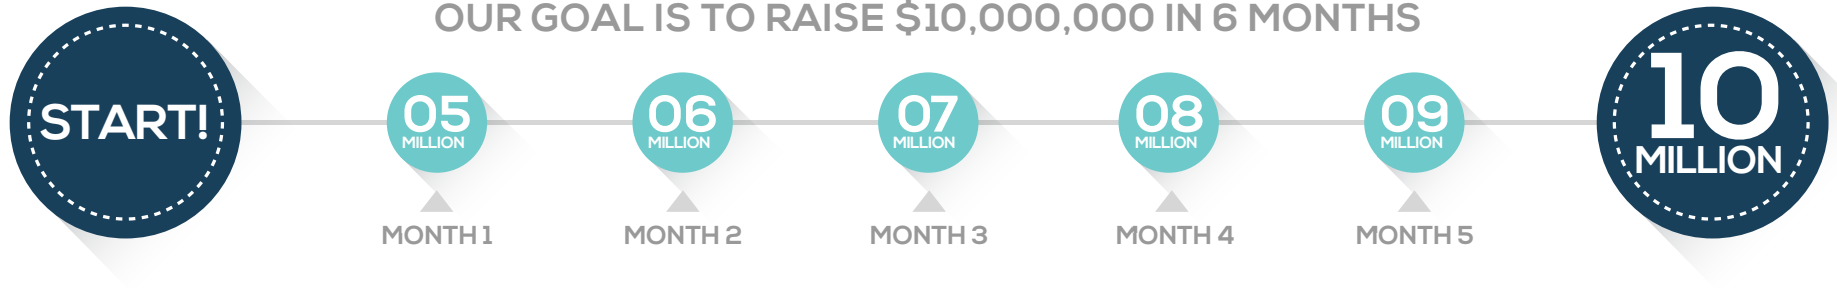 OUR GOAL IS TO RAISE $10,000,000 IN 6 MONTHS
START!
05
MILLION
MONTH 1
06
MILLION
MONTH 2
07
MILLION
MONTH 3
08
MILLION
MONTH 4
09
MILLION
MONTH 5
10
MILLION